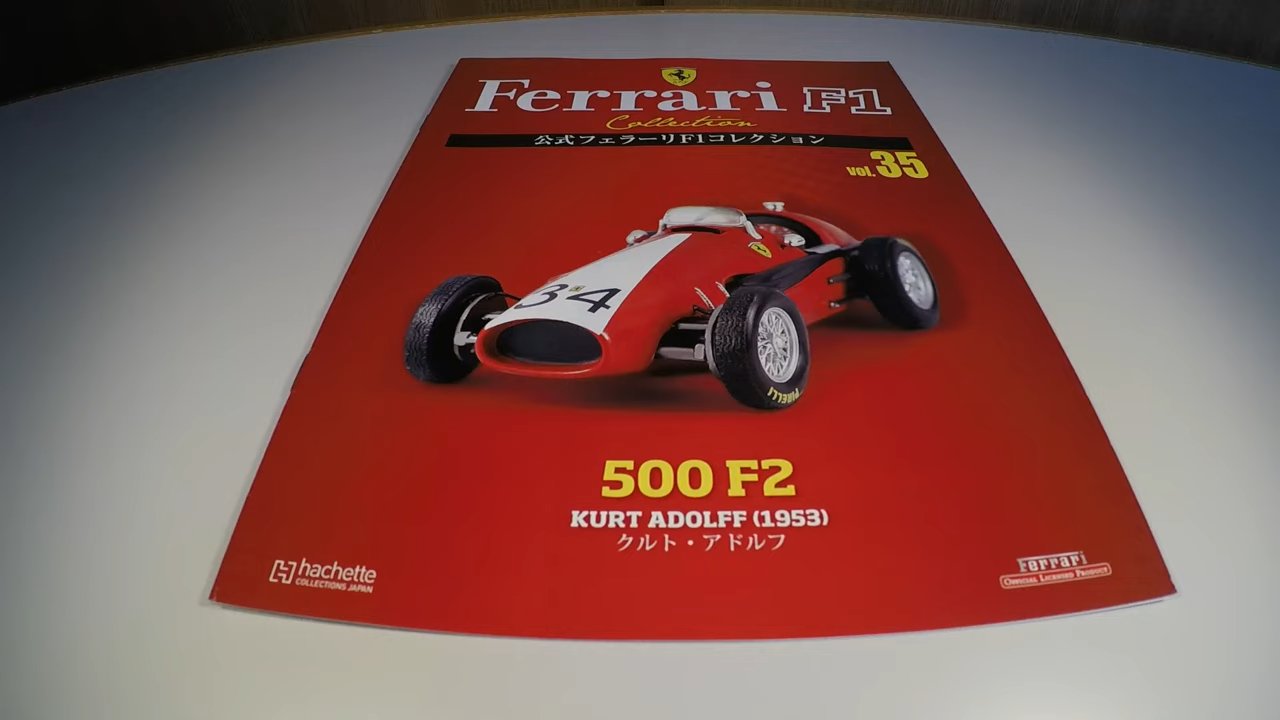 Ferrari F1
Collection
公式フェラーリF1コレクション
vol.35
34
PIRELLI
500 F2
KURT ADOLFF (1953)
クルト・アドルフ
hachette
COLLECTIONS JAPAN
Ferrari
OFFICIAL LICENSED PRODUCT